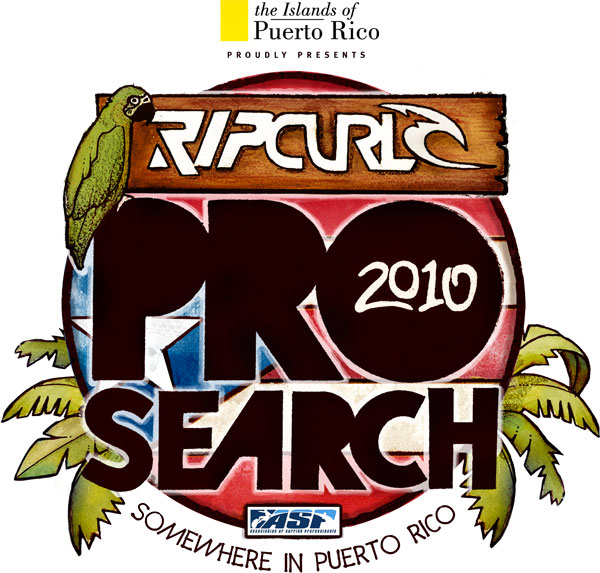 the Islands of
Puerto Rico
PROUDLY PRESENTS
RIPCURL
PRO
2010
SEARCH
ASP
SOMEWHERE IN PUERTO RICO